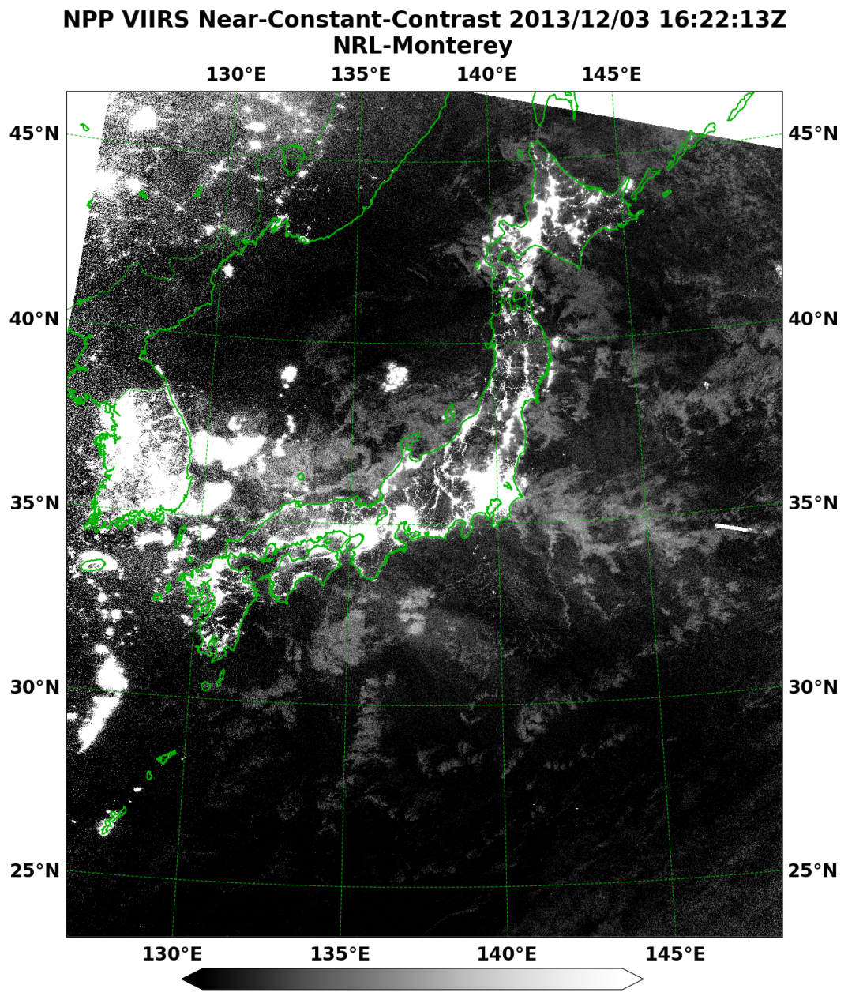 NPP VIIRS Near-Constant-Contrast 2013/12/03 16:22:13Z
NRL-Monterey
130°E 135°E 140°E 145°E
45°N 45°N
40°N 40°N
35°N 35°N
30°N 30°N
25°N 25°N
130°E 135°E 140°E 145°E